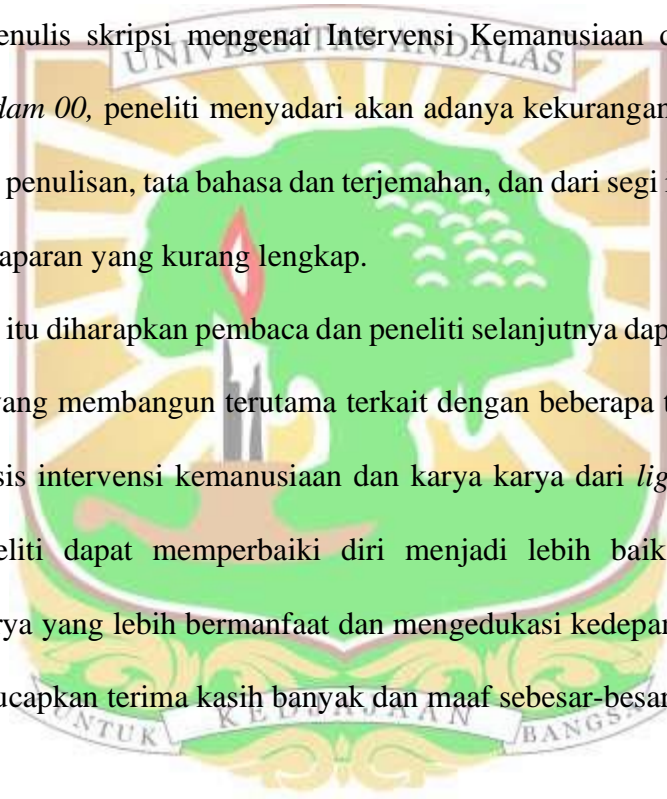 enulis skripsi mengenai Intervensi Kemanusiaan d
UNIVERSITAS ANDALAS
dam 00, peneliti menyadari akan adanya kekurangan
penulisan, tata bahasa dan terjemahan, dan dari segi
aparan yang kurang lengkap.
itu diharapkan pembaca dan peneliti selanjutnya dap
yang membangun terutama terkait dengan beberapa t
sis intervensi kemanusiaan dan karya karya dari lig
eliti dapat memperbaiki diri menjadi lebih baik
rya yang lebih bermanfaat dan mengedukasi kedepan
ucapkan terima kasih banyak dan maaf sebesar-besar
UNTUK KEDJAJAAN BANGSA